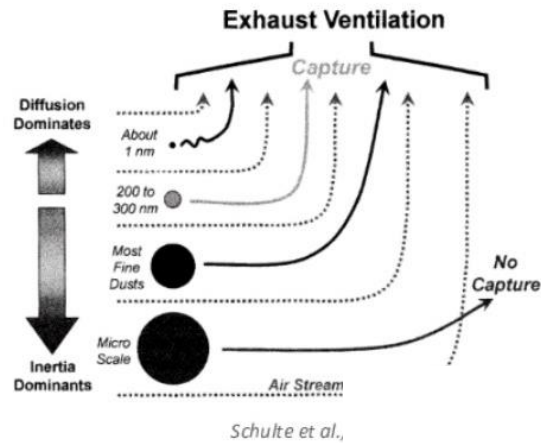 Exhaust Ventilation
Capture
Diffusion
Dominates
About
1 nm
200 to
300 nm
Most
Fine
Dusts
No
Capture
Micro
Scale
Inertia
Dominants
Air Stream
Schulte et al.,